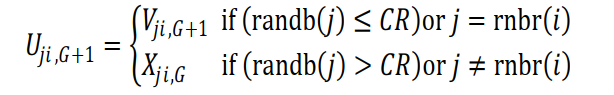 U_{ji,G+1} = { V_{ji,G+1} if (randb(j) ≤ CR)or j = rnbr(i)
X_{ji,G} if (randb(j) > CR)or j ≠ rnbr(i)